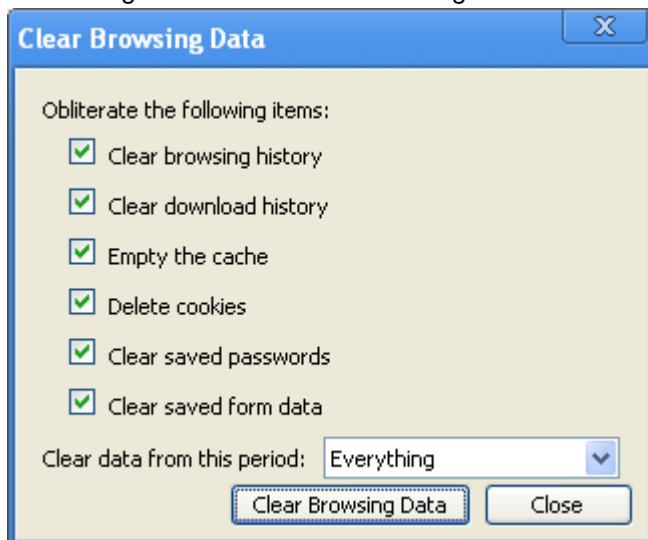 Clear Browsing Data
Obliterate the following items:
Clear browsing history
Clear download history
Empty the cache
Delete cookies
Clear saved passwords
Clear saved form data
Clear data from this period: Everything
Clear Browsing Data Close